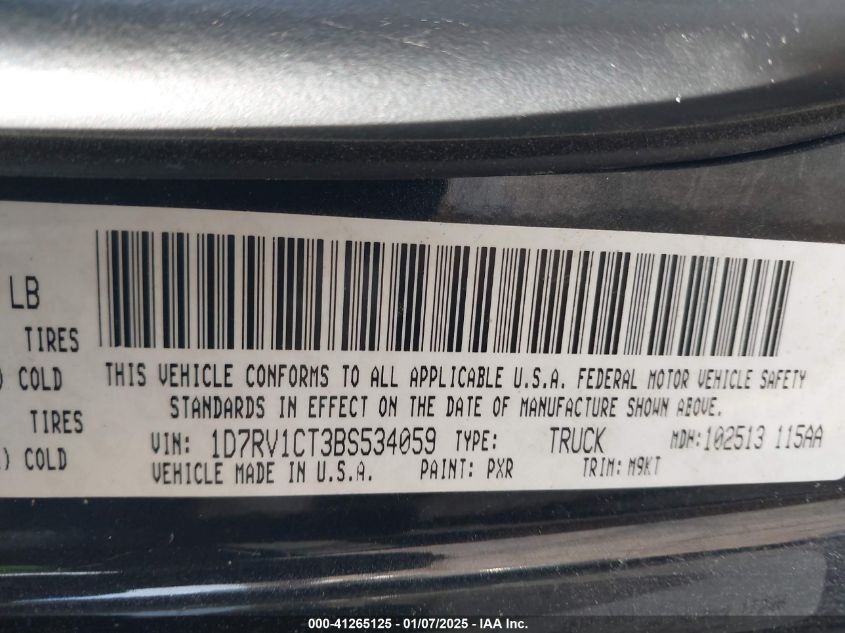 LB
TIRES
) COLD
TIRES
) COLD
THIS VEHICLE CONFORMS TO ALL APPLICABLE U.S.A. FEDERAL MOTOR VEHICLE SAFETY
STANDARDS IN EFFECT ON THE DATE OF MANUFACTURE SHOWN ABOVE.
VIN: 1D7RV1CT3BS534059 TYPE: TRUCK MDH:102513 115AA
VEHICLE MADE IN U.S.A. PAINT: PXR TRIM: M9KT
000-41265125 - 01/07/2025 - IAA Inc.